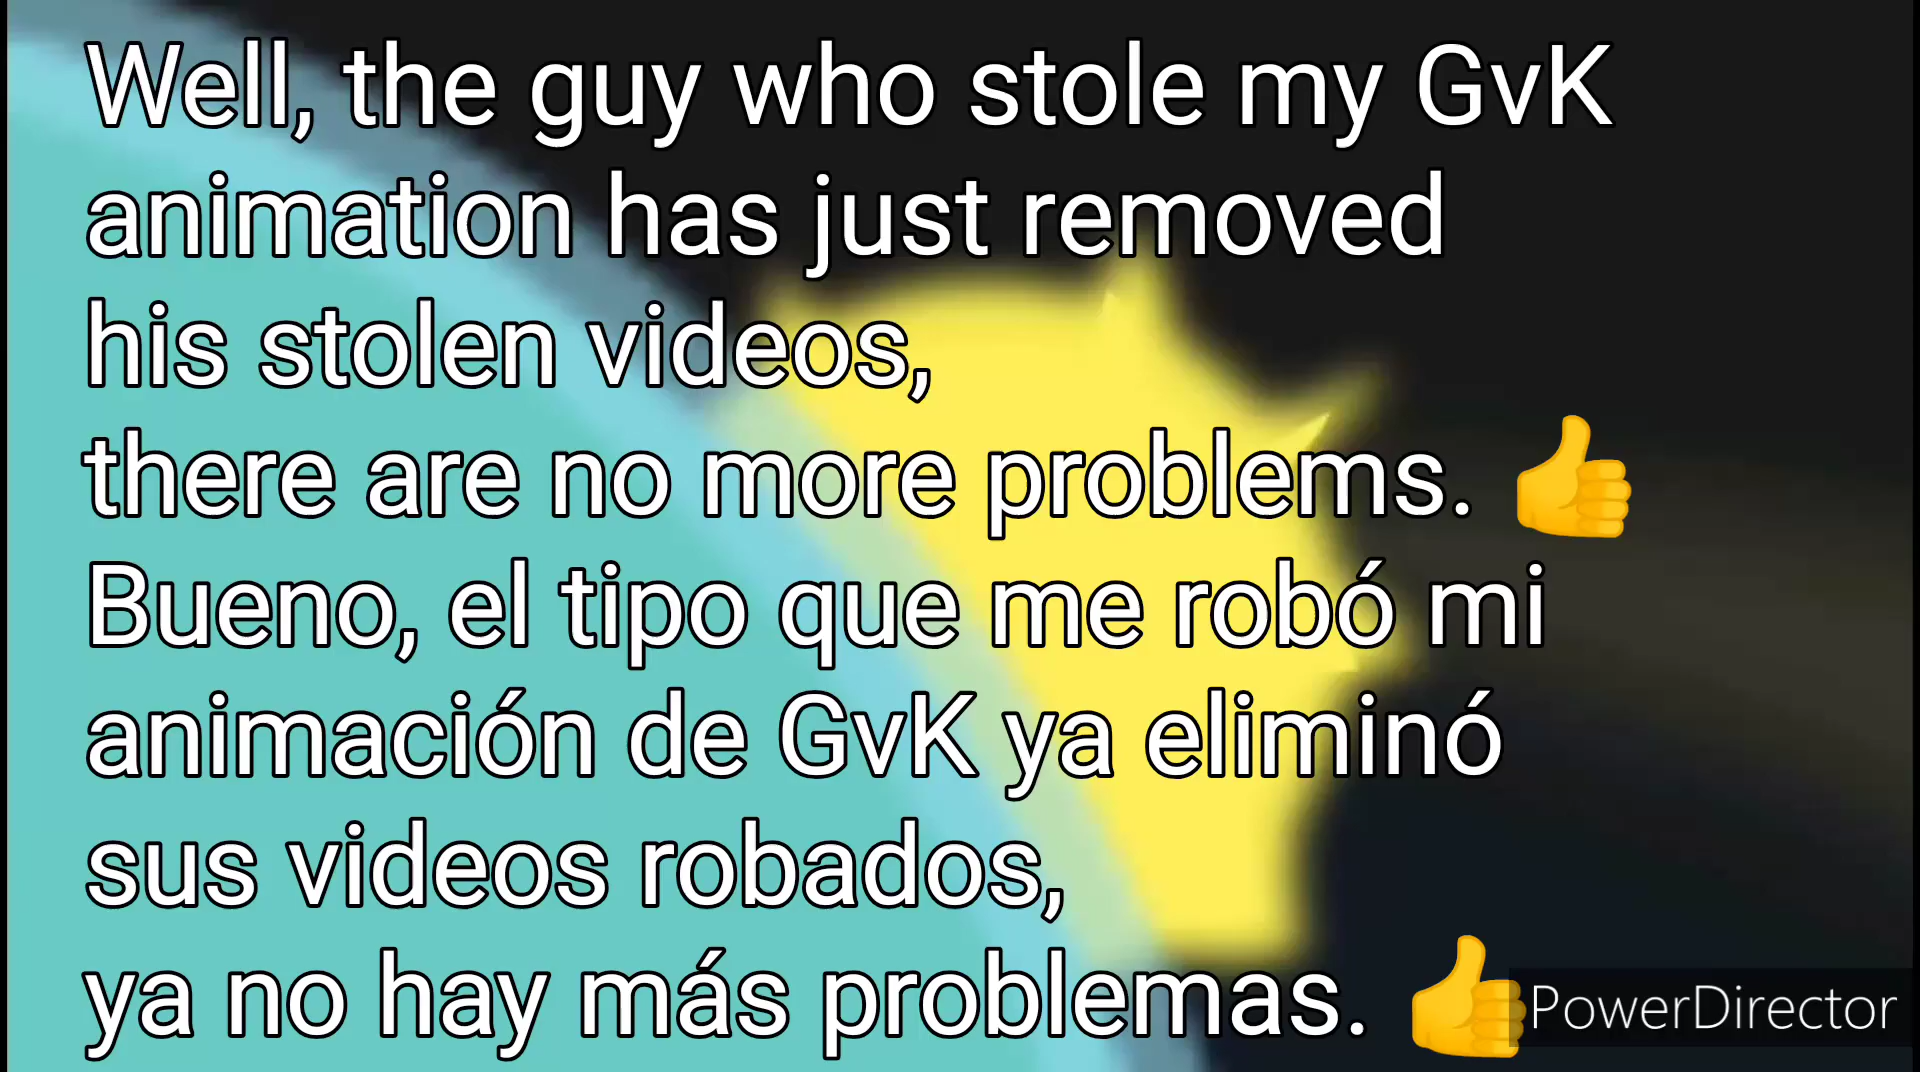 Well, the guy who stole my GvK
animation has just removed
his stolen videos,
there are no more problems. 👍
Bueno, el tipo que me robó mi
animación de GvK ya eliminó
sus videos robados,
ya no hay más problemas. 👍
PowerDirector